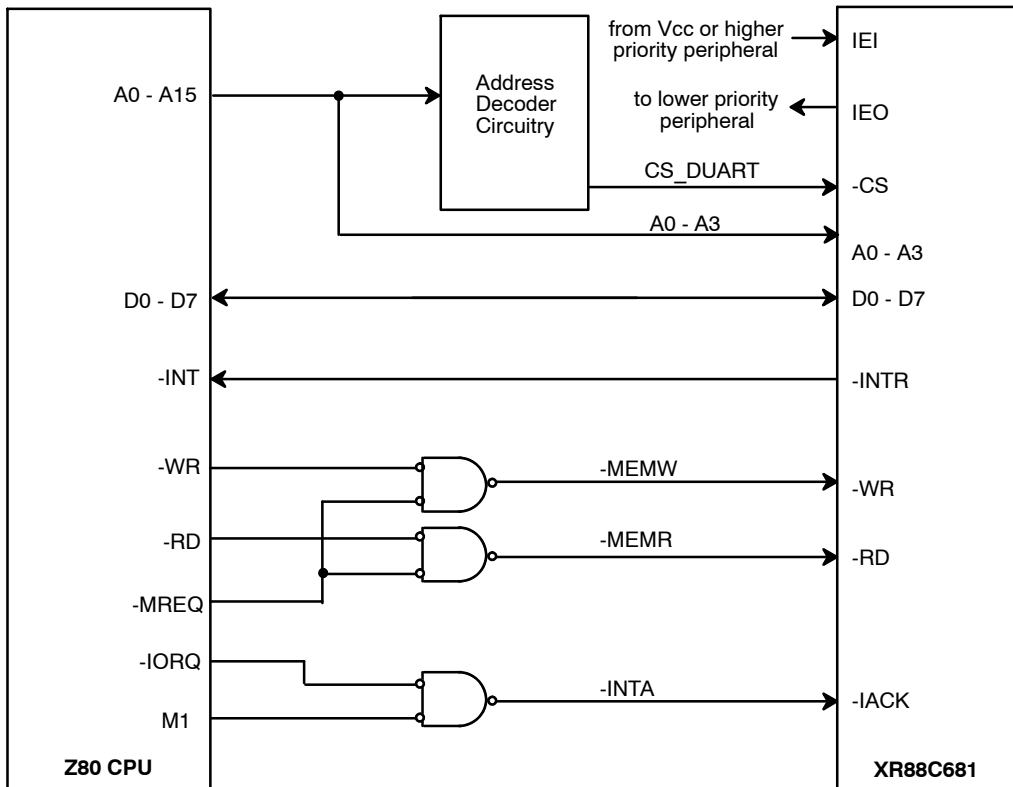 from Vcc or higher
priority peripheral
IEI
A0 - A15
Address
Decoder
Circuitry
to lower priority
peripheral
IEO
CS_DUART
-CS
A0 - A3
A0 - A3
D0 - D7
D0 - D7
-INT
-INTR
-WR
-MEMW
-WR
-RD
-MEMR
-RD
-MREQ
-IORQ
-INTA
-IACK
M1
Z80 CPU
XR88C681